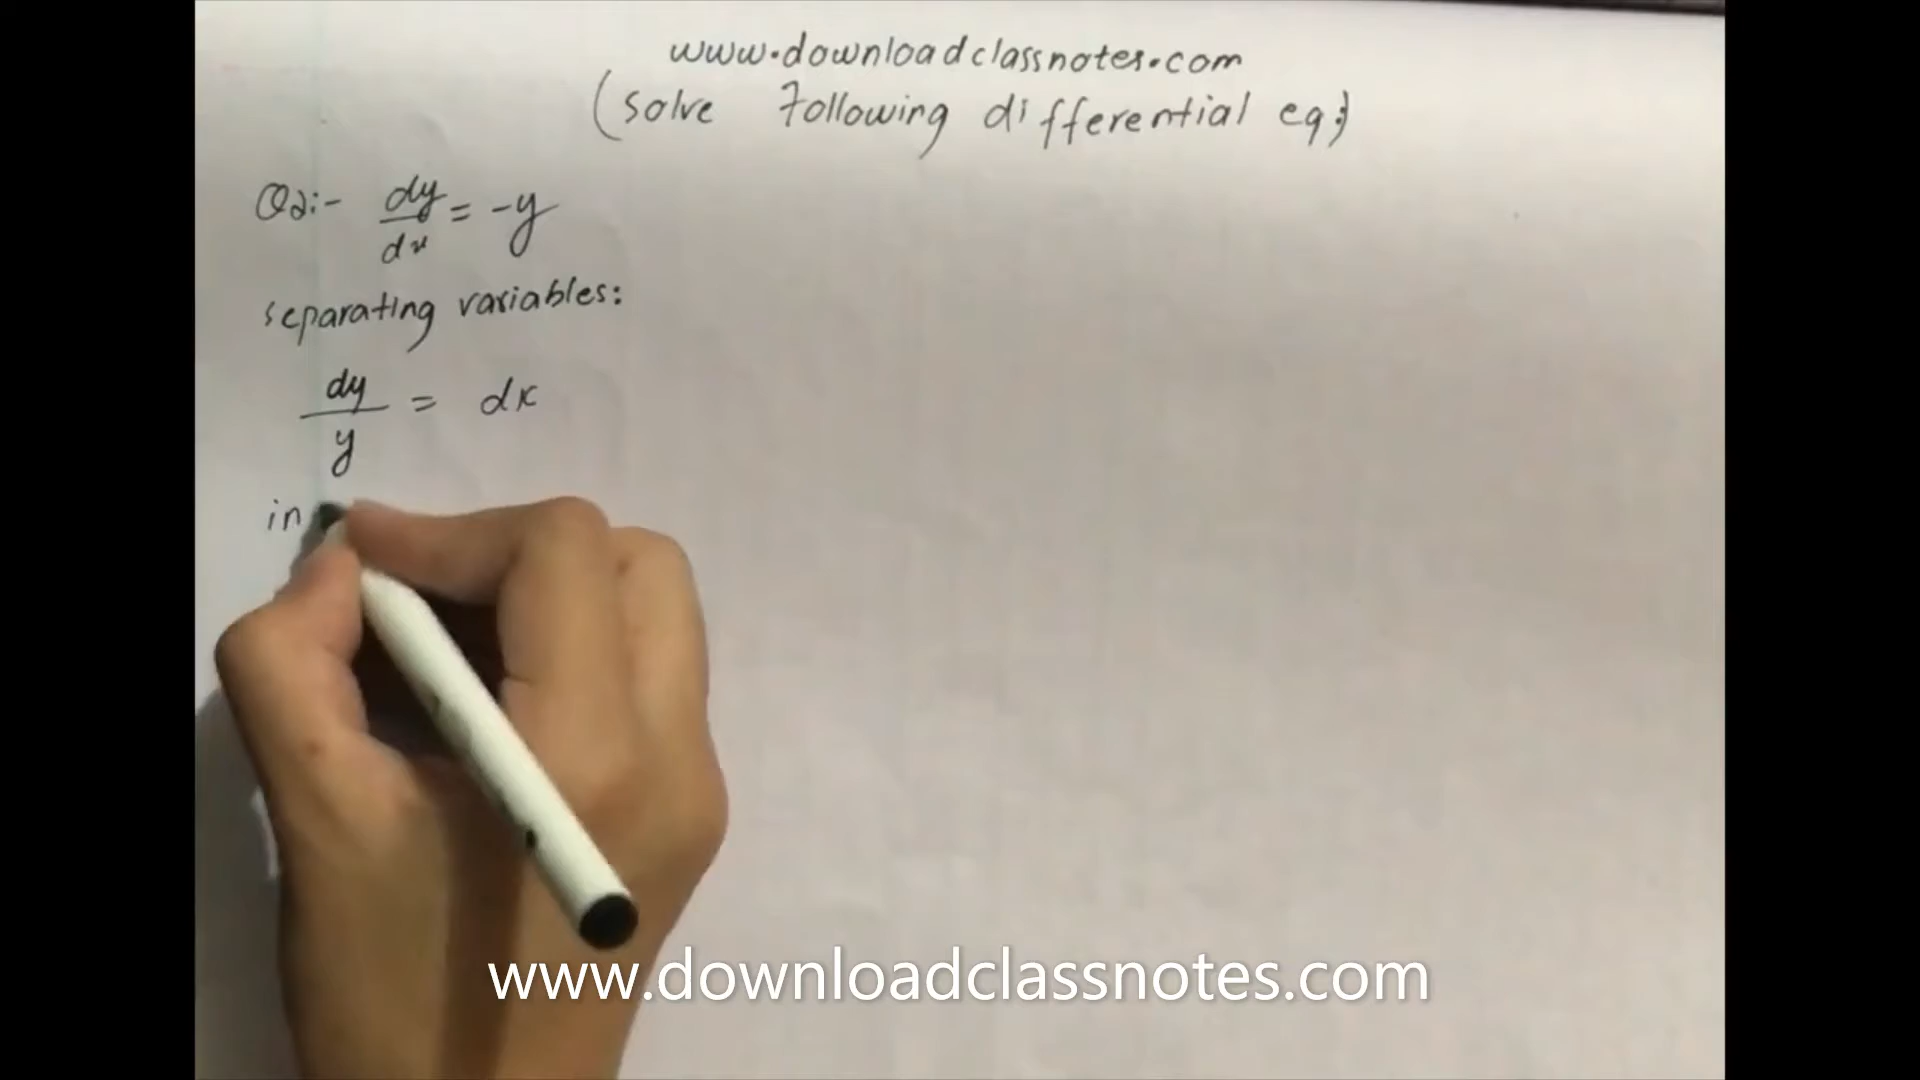 www.downloadclassnotes.com
(solve following differential eq;)
Q2:- dy/dx = -y
separating variables:
dy/y = dx
in
www.downloadclassnotes.com